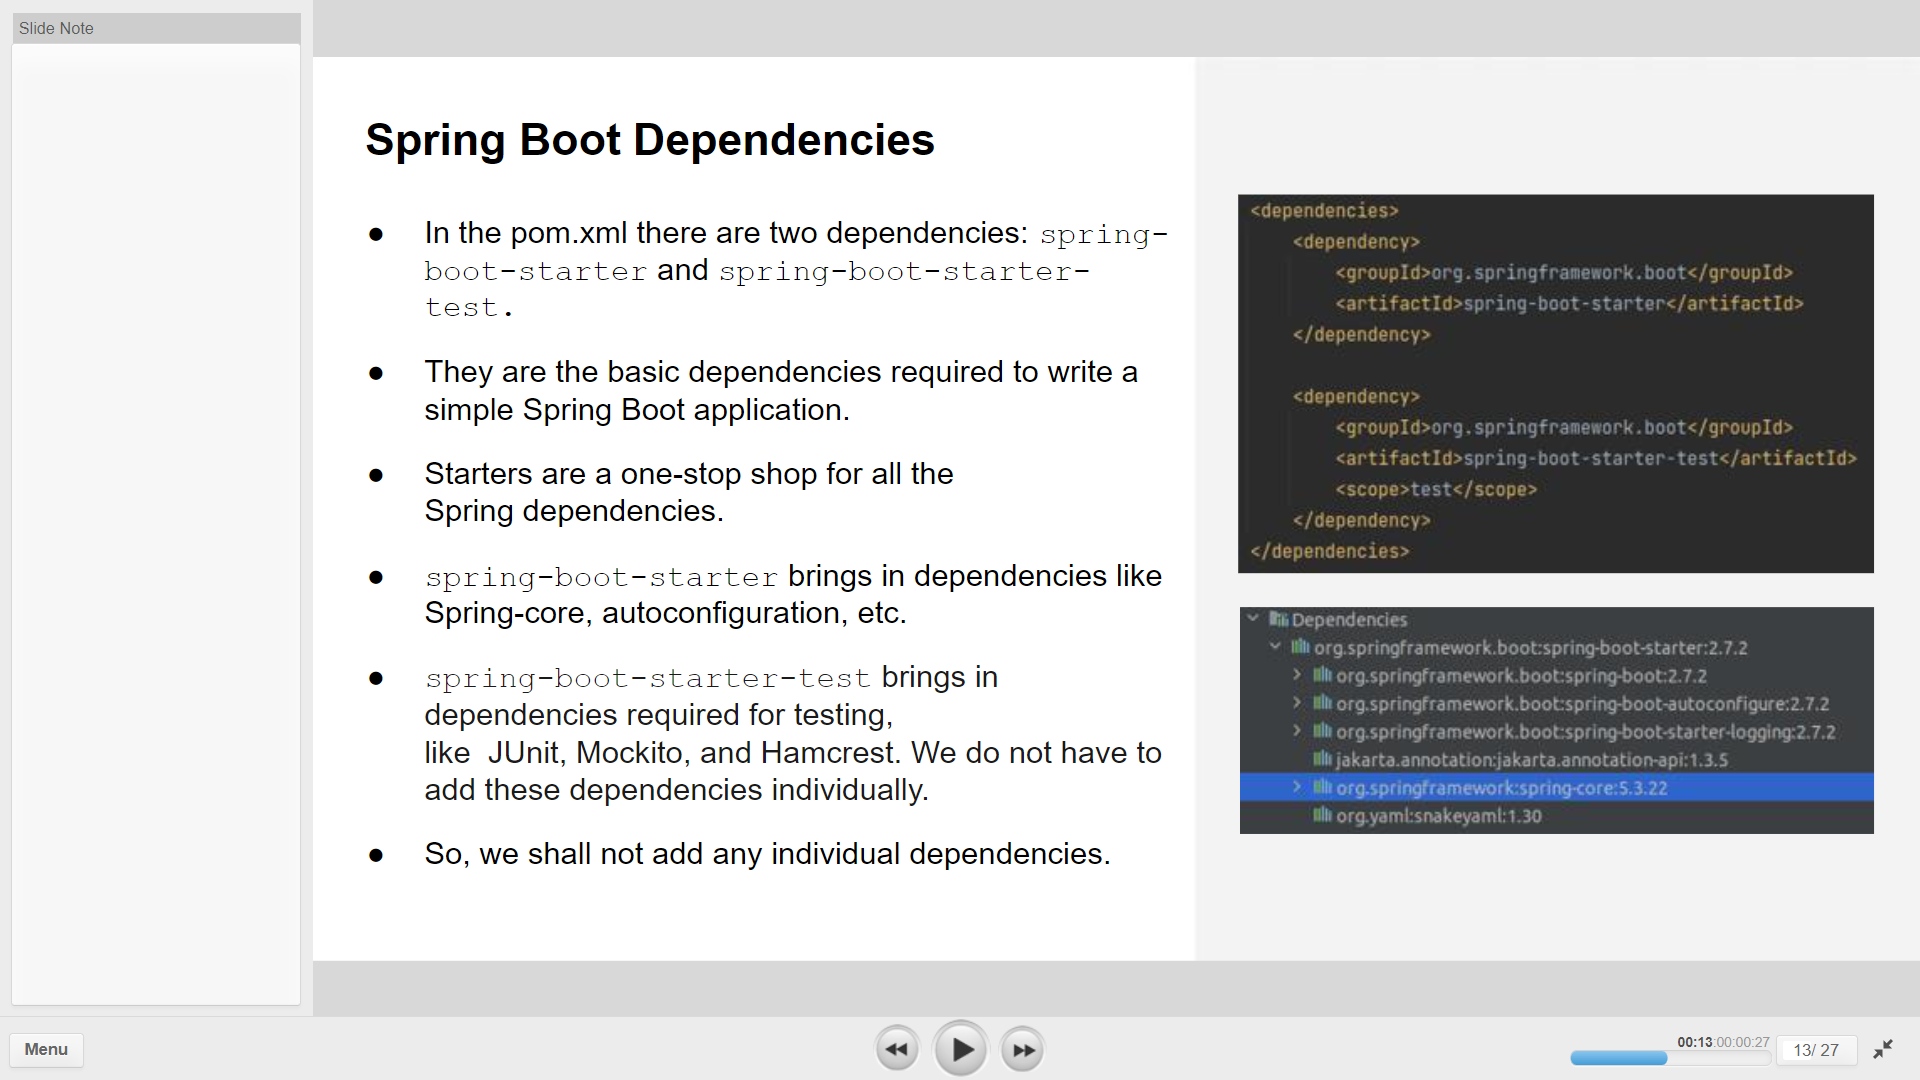 Slide Note
Spring Boot Dependencies
● In the pom.xml there are two dependencies: spring-
boot-starter and spring-boot-starter-
test.
● They are the basic dependencies required to write a
simple Spring Boot application.
● Starters are a one-stop shop for all the
Spring dependencies.
● spring-boot-starter brings in dependencies like
Spring-core, autoconfiguration, etc.
● spring-boot-starter-test brings in
dependencies required for testing,
like  JUnit, Mockito, and Hamcrest. We do not have to
add these dependencies individually.
● So, we shall not add any individual dependencies.
<dependencies>
<dependency>
<groupId>org.springframework.boot</groupId>
<artifactId>spring-boot-starter</artifactId>
</dependency>
<dependency>
<groupId>org.springframework.boot</groupId>
<artifactId>spring-boot-starter-test</artifactId>
<scope>test</scope>
</dependency>
</dependencies>
Dependencies
org.springframework.boot:spring-boot-starter:2.7.2
org.springframework.boot:spring-boot:2.7.2
org.springframework.boot:spring-boot-autoconfigure:2.7.2
org.springframework.boot:spring-boot-starter-logging:2.7.2
jakarta.annotation:jakarta.annotation-api:1.3.5
org.springframework:spring-core:5.3.22
org.yaml:snakeyaml:1.30
Menu
00:13:00:00:27
13/ 27